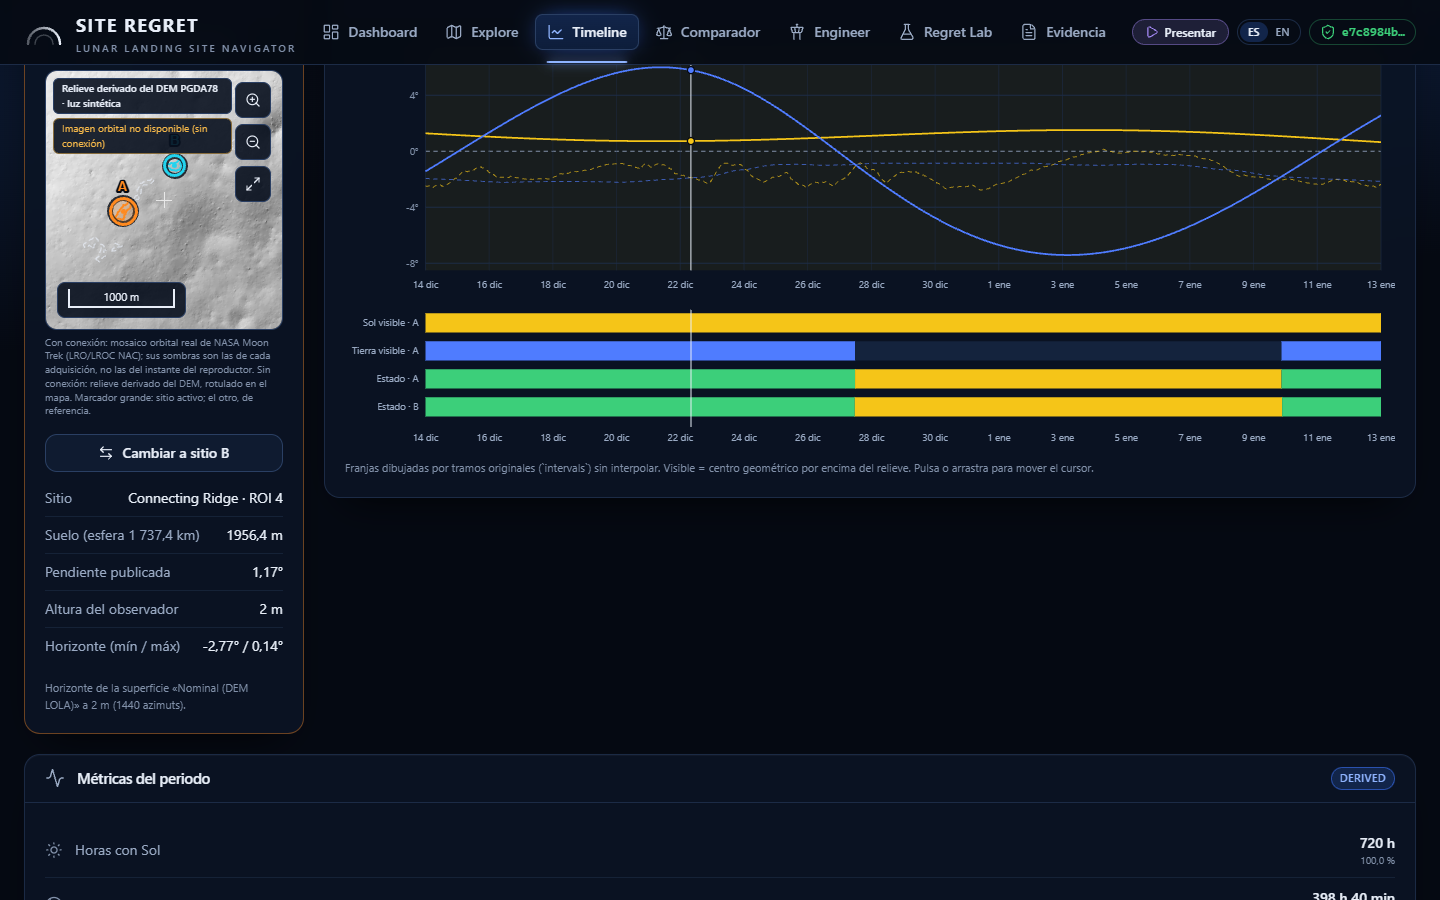 SITE REGRET
LUNAR LANDING SITE NAVIGATOR
Dashboard
Explore
Timeline
Comparador
Engineer
Regret Lab
Evidencia
Presentar
ES
EN
e7c8984b…
Relieve derivado del DEM PGDA78
· luz sintética
Imagen orbital no disponible (sin
conexión)
A
1000 m
Con conexión: mosaico orbital real de NASA Moon
Trek (LRO/LROC NAC); sus sombras son las de cada
adquisición, no las del instante del reproductor. Sin
conexión: relieve derivado del DEM, rotulado en el
mapa. Marcador grande: sitio activo; el otro, de
referencia.
Cambiar a sitio B
Sitio Connecting Ridge · ROI 4
Suelo (esfera 1 737,4 km) 1956,4 m
Pendiente publicada 1,17°
Altura del observador 2 m
Horizonte (mín / máx) -2,77° / 0,14°
Horizonte de la superficie «Nominal (DEM
LOLA)» a 2 m (1440 azimuts).
4°
0°
-4°
-8°
14 dic 16 dic 18 dic 20 dic 22 dic 24 dic 26 dic 28 dic 30 dic 1 ene 3 ene 5 ene 7 ene 9 ene 11 ene 13 ene
Sol visible · A
Tierra visible · A
Estado · A
Estado · B
14 dic 16 dic 18 dic 20 dic 22 dic 24 dic 26 dic 28 dic 30 dic 1 ene 3 ene 5 ene 7 ene 9 ene 11 ene 13 ene
Franjas dibujadas por tramos originales (`intervals`) sin interpolar. Visible = centro geométrico por encima del relieve. Pulsa o arrastra para mover el cursor.
Métricas del periodo
DERIVED
Horas con Sol
720 h
100,0 %
398 h 40 min